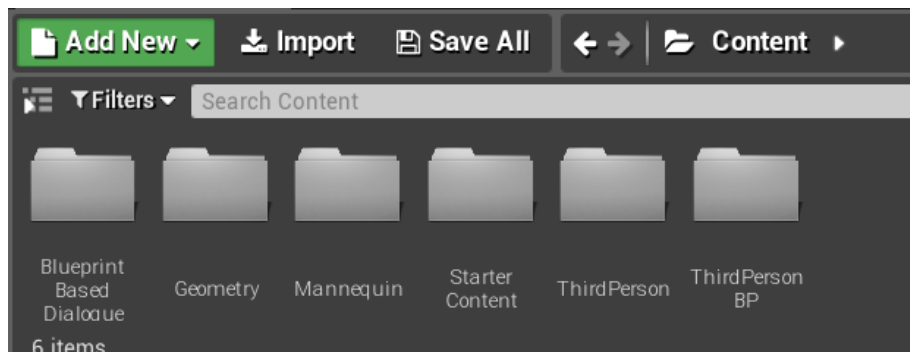 Add New Import Save All Content
Filters Search Content
Blueprint
Based
Dialogue
Geometry
Mannequin
Starter
Content
ThirdPerson
ThirdPerson
BP
6 items